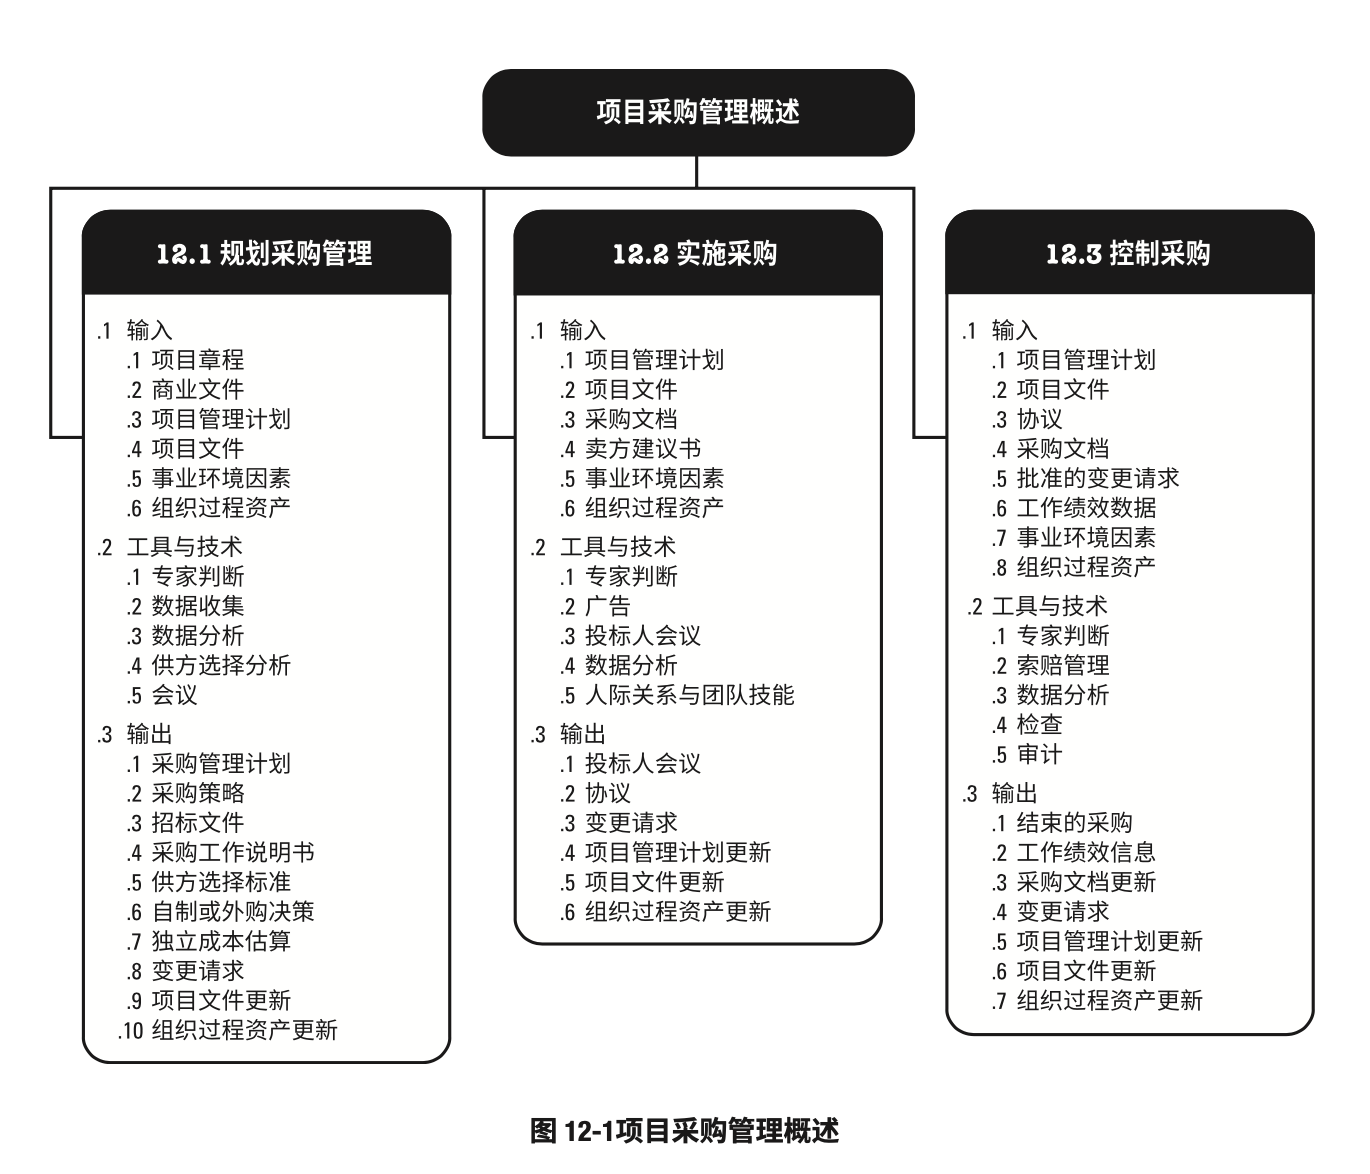 项目采购管理概述
12.1 规划采购管理
.1 输入
.1 项目章程
.2 商业文件
.3 项目管理计划
.4 项目文件
.5 事业环境因素
.6 组织过程资产
.2 工具与技术
.1 专家判断
.2 数据收集
.3 数据分析
.4 供方选择分析
.5 会议
.3 输出
.1 采购管理计划
.2 采购策略
.3 招标文件
.4 采购工作说明书
.5 供方选择标准
.6 自制或外购决策
.7 独立成本估算
.8 变更请求
.9 项目文件更新
.10 组织过程资产更新
12.2 实施采购
.1 输入
.1 项目管理计划
.2 项目文件
.3 采购文档
.4 卖方建议书
.5 事业环境因素
.6 组织过程资产
.2 工具与技术
.1 专家判断
.2 广告
.3 投标人会议
.4 数据分析
.5 人际关系与团队技能
.3 输出
.1 投标人会议
.2 协议
.3 变更请求
.4 项目管理计划更新
.5 项目文件更新
.6 组织过程资产更新
12.3 控制采购
.1 输入
.1 项目管理计划
.2 项目文件
.3 协议
.4 采购文档
.5 批准的变更请求
.6 工作绩效数据
.7 事业环境因素
.8 组织过程资产
.2 工具与技术
.1 专家判断
.2 索赔管理
.3 数据分析
.4 检查
.5 审计
.3 输出
.1 结束的采购
.2 工作绩效信息
.3 采购文档更新
.4 变更请求
.5 项目管理计划更新
.6 项目文件更新
.7 组织过程资产更新
图 12-1项目采购管理概述